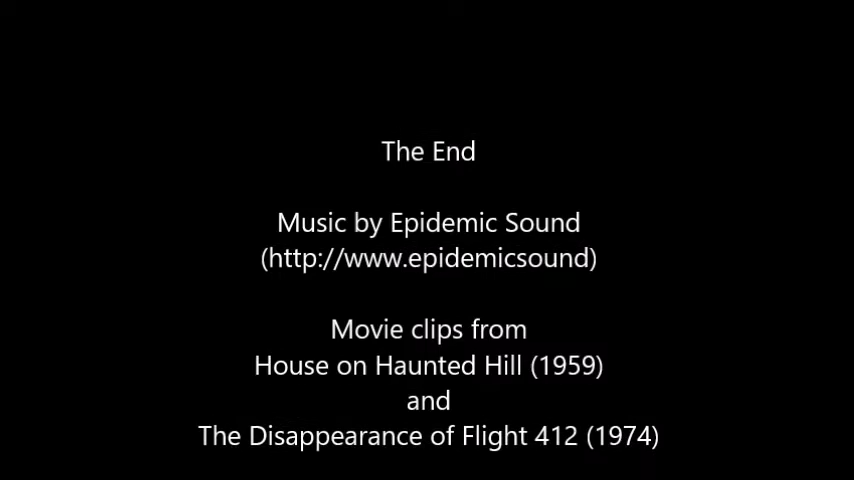 The End
Music by Epidemic Sound
(http://www.epidemicsound)
Movie clips from
House on Haunted Hill (1959)
and
The Disappearance of Flight 412 (1974)